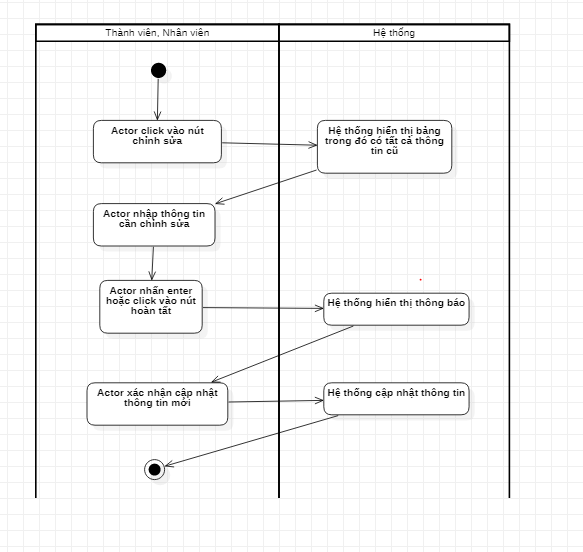 Thành viên, Nhân viên
Hệ thống
Actor click vào nút
chỉnh sửa
Hệ thống hiển thị bảng
trong đó có tất cả thông
tin cũ
Actor nhập thông tin
cần chỉnh sửa
Actor nhấn enter
hoặc click vào nút
hoàn tất
Hệ thống hiển thị thông báo
Actor xác nhận cập nhật
thông tin mới
Hệ thống cập nhật thông tin